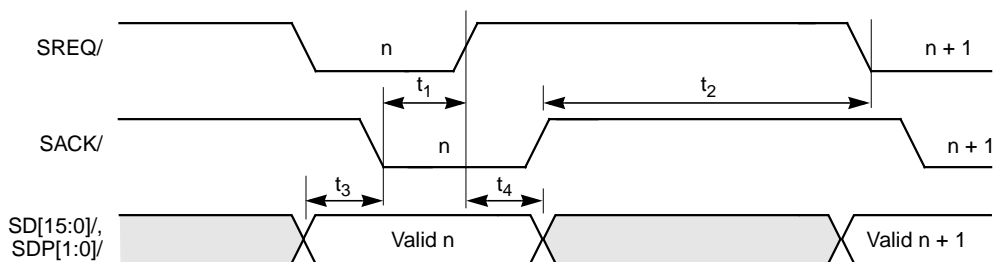 SREQ/
n
n + 1
t1
t2
SACK/
n
n + 1
t3
t4
SD[15:0]/,
SDP[1:0]/
Valid n
Valid n + 1